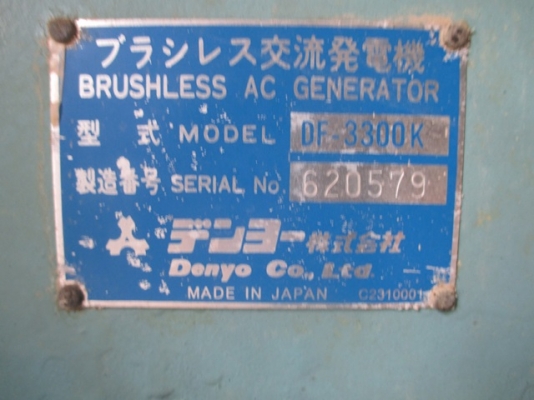 ブラシレス交流発電機
BRUSHLESS AC GENERATOR
型 式 MODEL DF-3300K
製造番号 SERIAL No. 620579
デンヨー株式会社
Denyo Co., Ltd.
MADE IN JAPAN C2310001